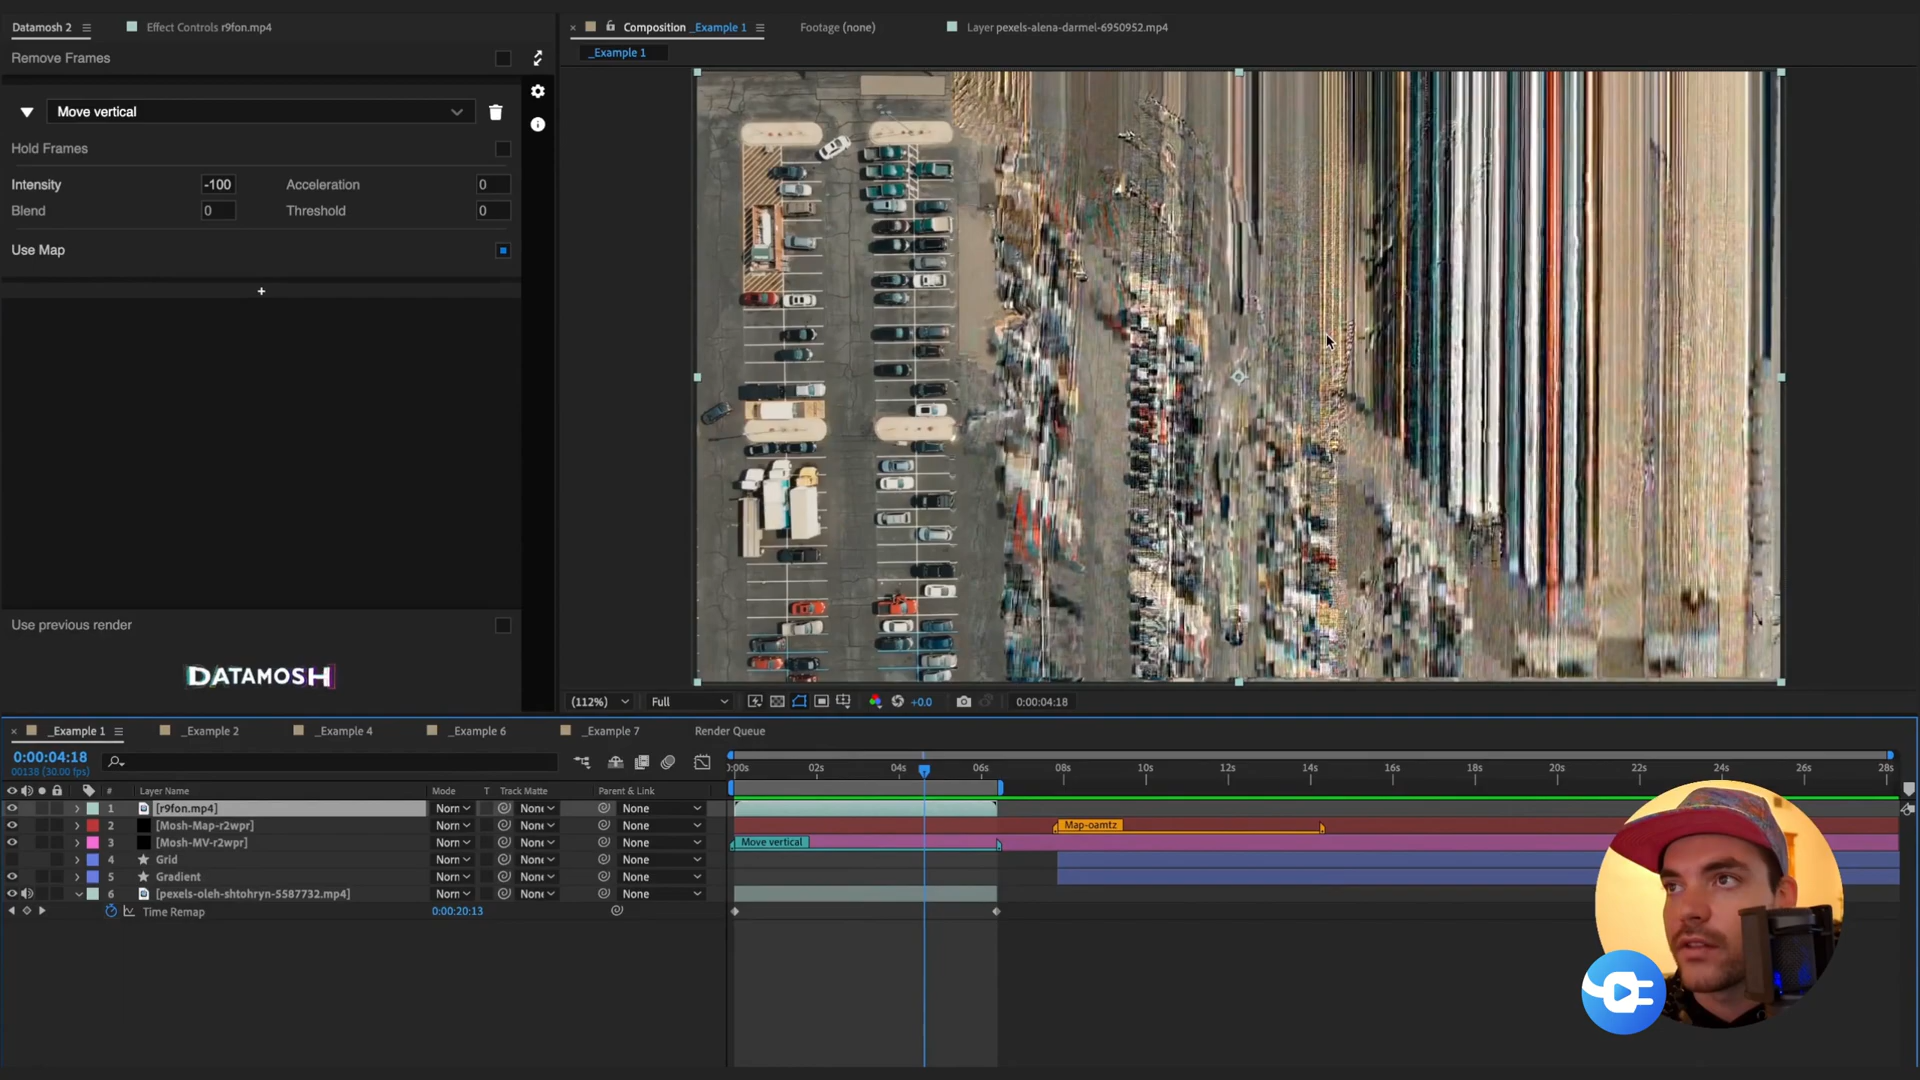 Datamosh 2
Effect Controls r9fon.mp4
Remove Frames
Move vertical
Hold Frames
Intensity -100 Acceleration 0
Blend 0 Threshold 0
Use Map
+
Use previous render
DATAMOSH
× Composition _Example 1
Footage (none)
Layer pexels-alena-darmel-6950952.mp4
_Example 1
(112%) Full +0.0 0:00:04:18
× _Example 1 _Example 2 _Example 4 _Example 6 _Example 7 Render Queue
0:00:04:18
00138 (30.00 fps)
# Layer Name Mode T Track Matte Parent & Link
):00s 02s 04s 06s 08s 10s 12s 14s 16s 18s 20s 22s 24s 26s 28s
1 [r9fon.mp4] Norn None None
2 [Mosh-Map-r2wpr] Norn None None Map-oamtz
3 [Mosh-MV-r2wpr] Norn None None Move vertical
4 Grid Norn None None
5 Gradient Norn None None
6 [pexels-oleh-shtohryn-5587732.mp4] Norn None None
Time Remap 0:00:20:13